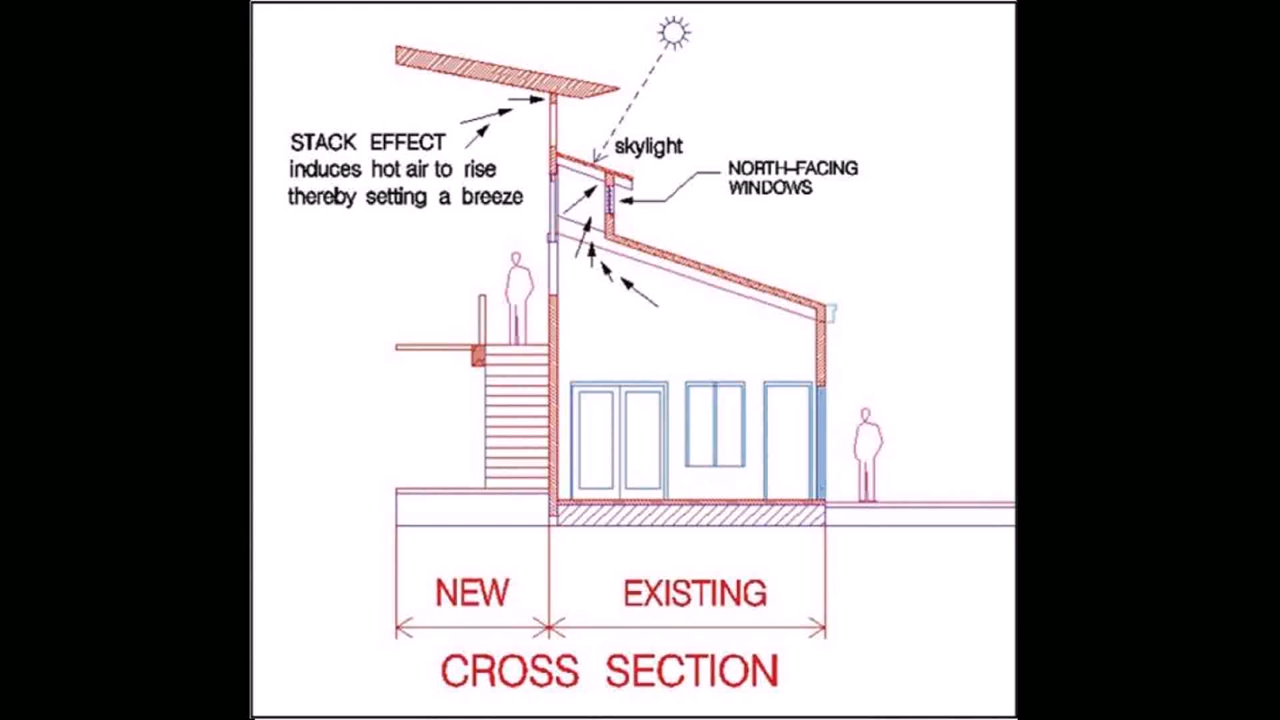 STACK EFFECT
induces hot air to rise
thereby setting a breeze
skylight
NORTH-FACING
WINDOWS
NEW
EXISTING
CROSS SECTION